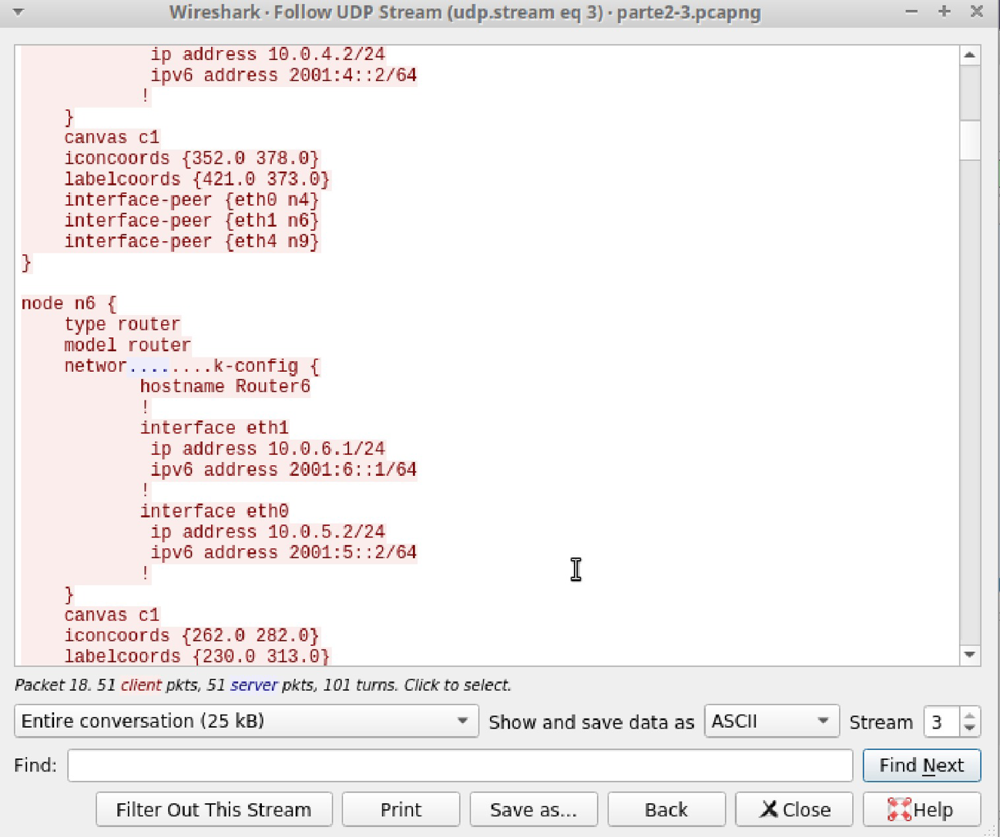 Wireshark · Follow UDP Stream (udp.stream eq 3) · parte2-3.pcapng
ip address 10.0.4.2/24
ipv6 address 2001:4::2/64
!
}
canvas c1
iconcoords {352.0 378.0}
labelcoords {421.0 373.0}
interface-peer {eth0 n4}
interface-peer {eth1 n6}
interface-peer {eth4 n9}
}
node n6 {
type router
model router
networ........k-config {
hostname Router6
!
interface eth1
ip address 10.0.6.1/24
ipv6 address 2001:6::1/64
!
interface eth0
ip address 10.0.5.2/24
ipv6 address 2001:5::2/64
!
}
canvas c1
iconcoords {262.0 282.0}
labelcoords {230.0 313.0}
Packet 18. 51 client pkts, 51 server pkts, 101 turns. Click to select.
Entire conversation (25 kB) Show and save data as ASCII Stream 3
Find: Find Next
Filter Out This Stream Print Save as... Back Close Help